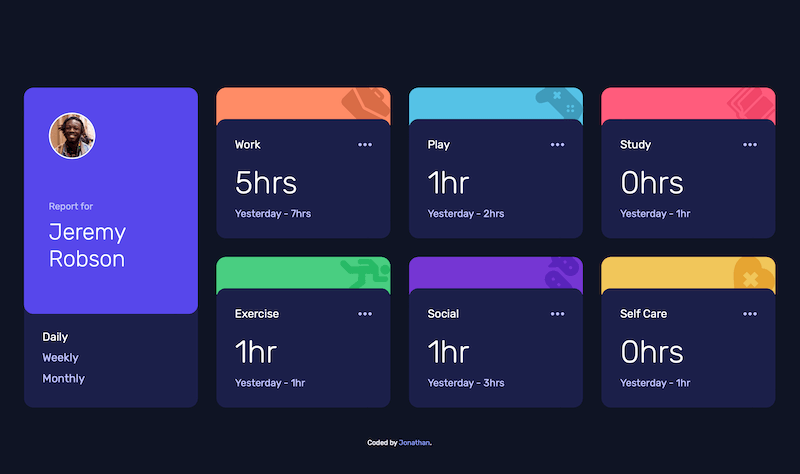 Report for
Jeremy
Robson
Daily
Weekly
Monthly
Work
5hrs
Yesterday - 7hrs
Play
1hr
Yesterday - 2hrs
Study
0hrs
Yesterday - 1hr
Exercise
1hr
Yesterday - 1hr
Social
1hr
Yesterday - 3hrs
Self Care
0hrs
Yesterday - 1hr
Coded by Jonathan.